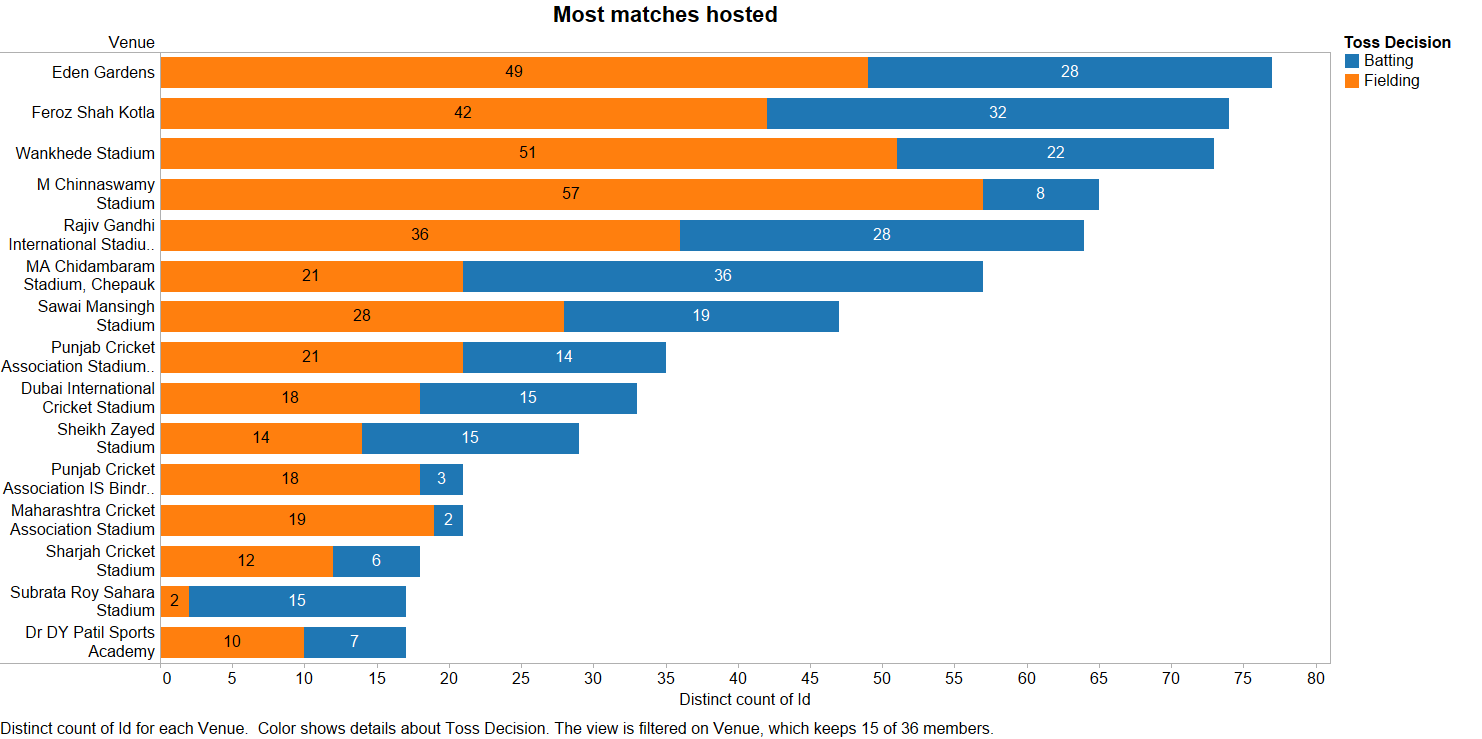 Most matches hosted
Venue
Toss Decision
Batting
Fielding
Eden Gardens
49
28
Feroz Shah Kotla
42
32
Wankhede Stadium
51
22
M Chinnaswamy
Stadium
57
8
Rajiv Gandhi
International Stadiu..
36
28
MA Chidambaram
Stadium, Chepauk
21
36
Sawai Mansingh
Stadium
28
19
Punjab Cricket
Association Stadium..
21
14
Dubai International
Cricket Stadium
18
15
Sheikh Zayed
Stadium
14
15
Punjab Cricket
Association IS Bindr..
18
3
Maharashtra Cricket
Association Stadium
19
2
Sharjah Cricket
Stadium
12
6
Subrata Roy Sahara
Stadium
2
15
Dr DY Patil Sports
Academy
10
7
0 5 10 15 20 25 30 35 40 45 50 55 60 65 70 75 80
Distinct count of Id
Distinct count of Id for each Venue.  Color shows details about Toss Decision. The view is filtered on Venue, which keeps 15 of 36 members.